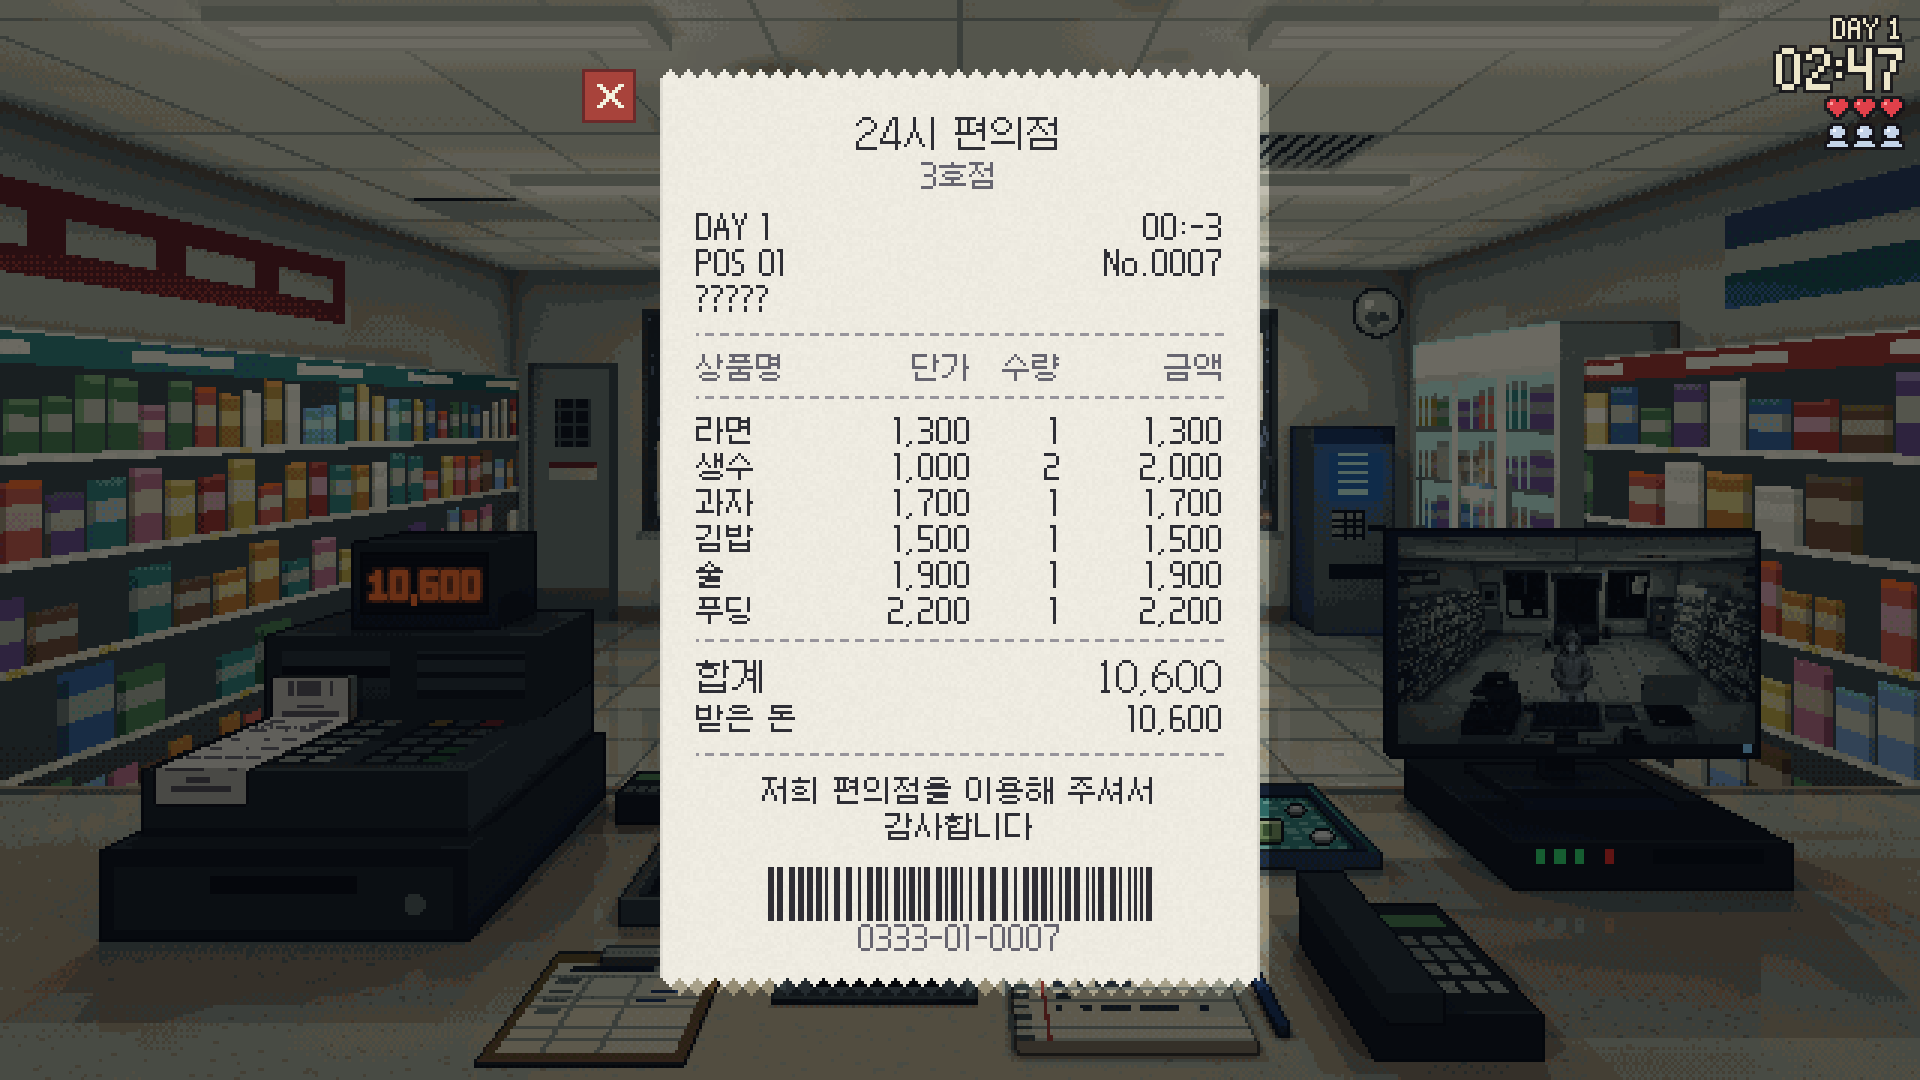 DAY 1
02:47
24시 편의점
3호점
DAY 1 00:-3
POS 01 No.0007
?????
상품명 단가 수량 금액
라면 1,300 1 1,300
생수 1,000 2 2,000
과자 1,700 1 1,700
김밥 1,500 1 1,500
술 1,900 1 1,900
푸딩 2,200 1 2,200
합계 10,600
받은 돈 10,600
저희 편의점을 이용해 주셔서
감사합니다
0333-01-0007
10,600